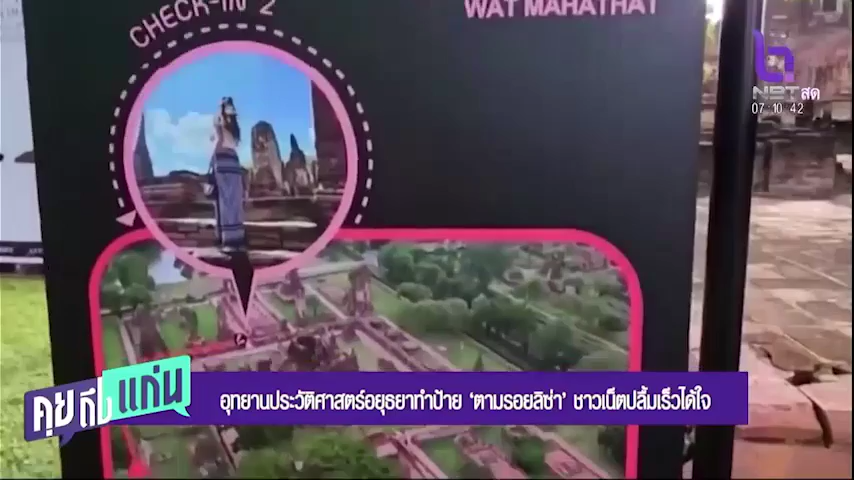 CHECK-IN 2
WAT MAHATHAT
NBT สด
07:10:42
คุยถึงแก่น
อุทยานประวัติศาสตร์อยุธยาทำป้าย ‘ตามรอยลิซ่า’ ชาวเน็ตปลื้มเร็วได้ใจ